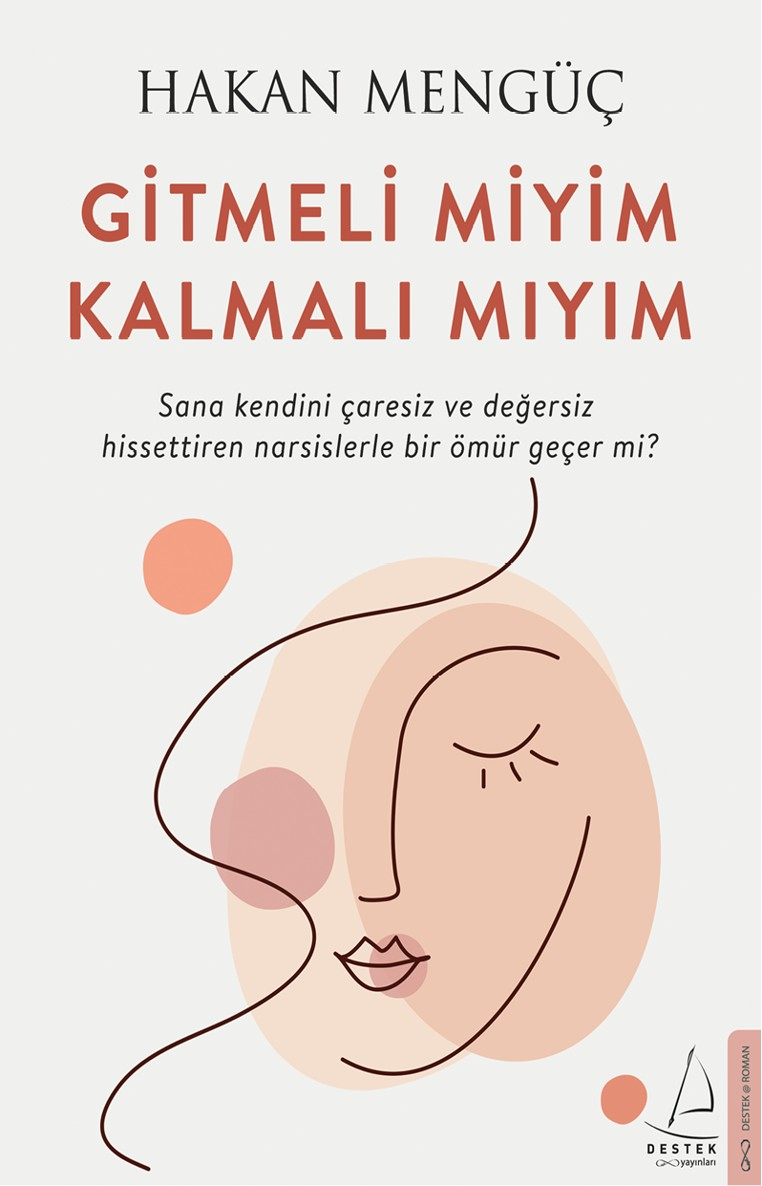 HAKAN MENGÜÇ
GİTMELİ MİYİM
KALMALI MIYIM
Sana kendini çaresiz ve değersiz
hissettiren narsislerle bir ömür geçer mi?
DESTEK
yayınları
DESTEK @ ROMAN